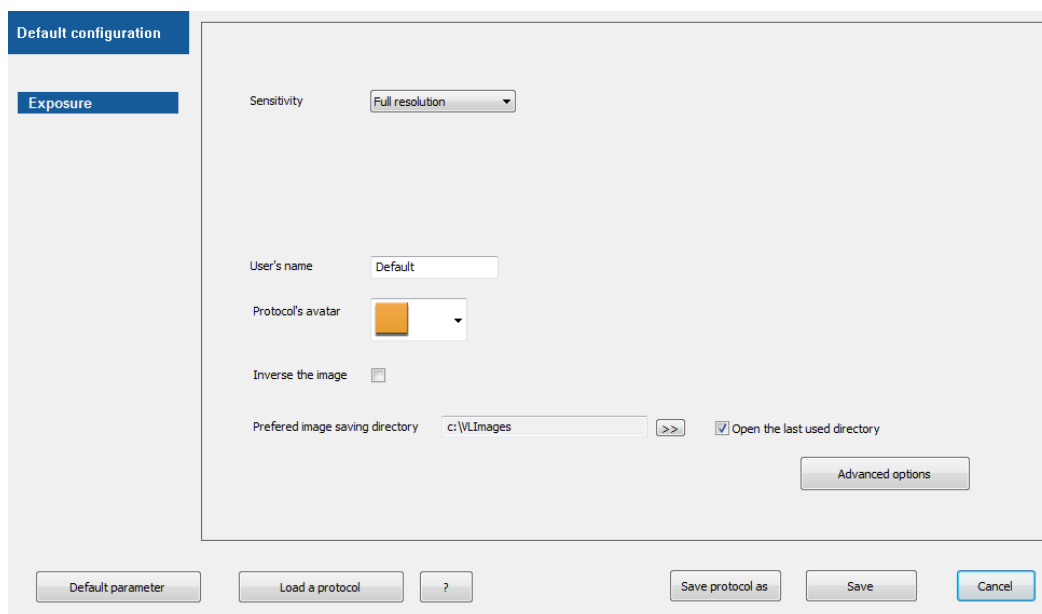 Default configuration
Exposure
Sensitivity Full resolution
User's name Default
Protocol's avatar
Inverse the image
Prefered image saving directory c:\VLImages >> Open the last used directory
Advanced options
Default parameter Load a protocol ? Save protocol as Save Cancel